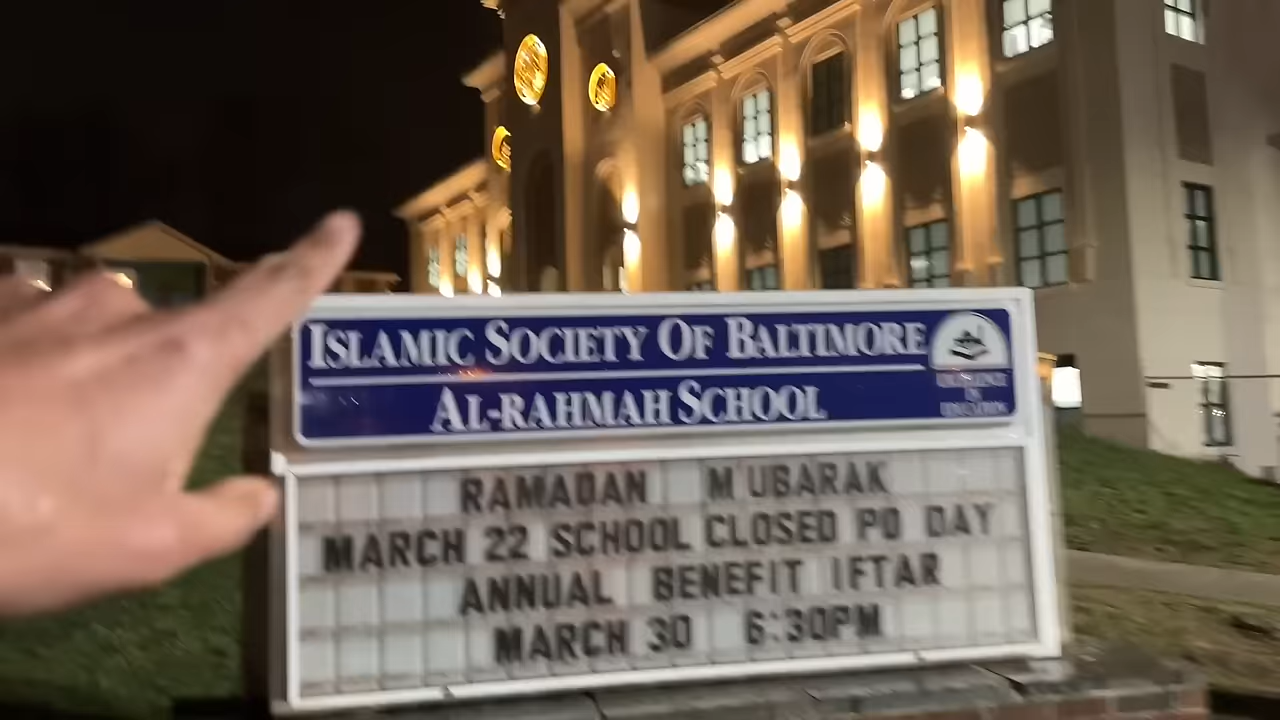 ISLAMIC SOCIETY OF BALTIMORE
AL-RAHMAH SCHOOL
RAMADAN MUBARAK
MARCH 22 SCHOOL CLOSED PD DAY
ANNUAL BENEFIT IFTAR
MARCH 30 6:30PM